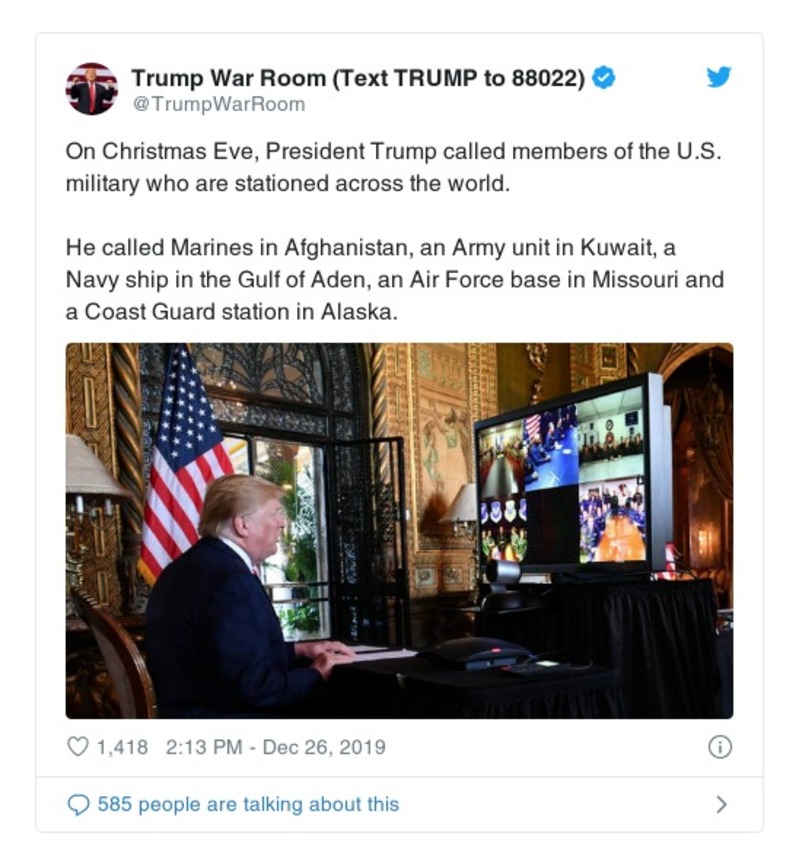 Trump War Room (Text TRUMP to 88022)
@TrumpWarRoom
On Christmas Eve, President Trump called members of the U.S.
military who are stationed across the world.
He called Marines in Afghanistan, an Army unit in Kuwait, a
Navy ship in the Gulf of Aden, an Air Force base in Missouri and
a Coast Guard station in Alaska.
1,418 2:13 PM - Dec 26, 2019
585 people are talking about this